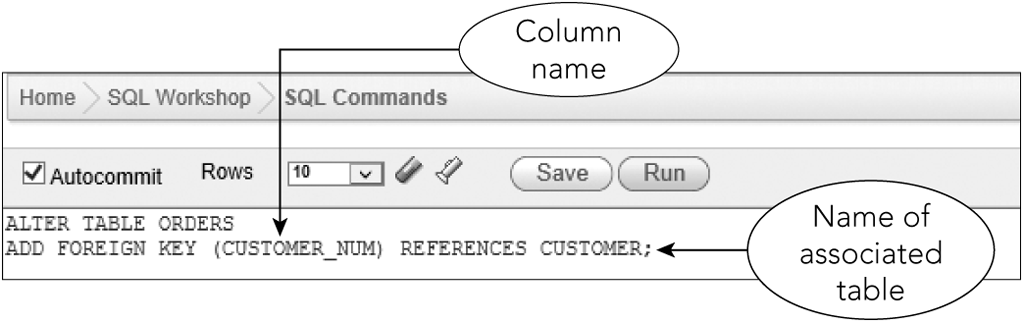 Column
name
Home SQL Workshop SQL Commands
Autocommit Rows 10 Save Run
ALTER TABLE ORDERS
ADD FOREIGN KEY (CUSTOMER_NUM) REFERENCES CUSTOMER;
Name of
associated
table